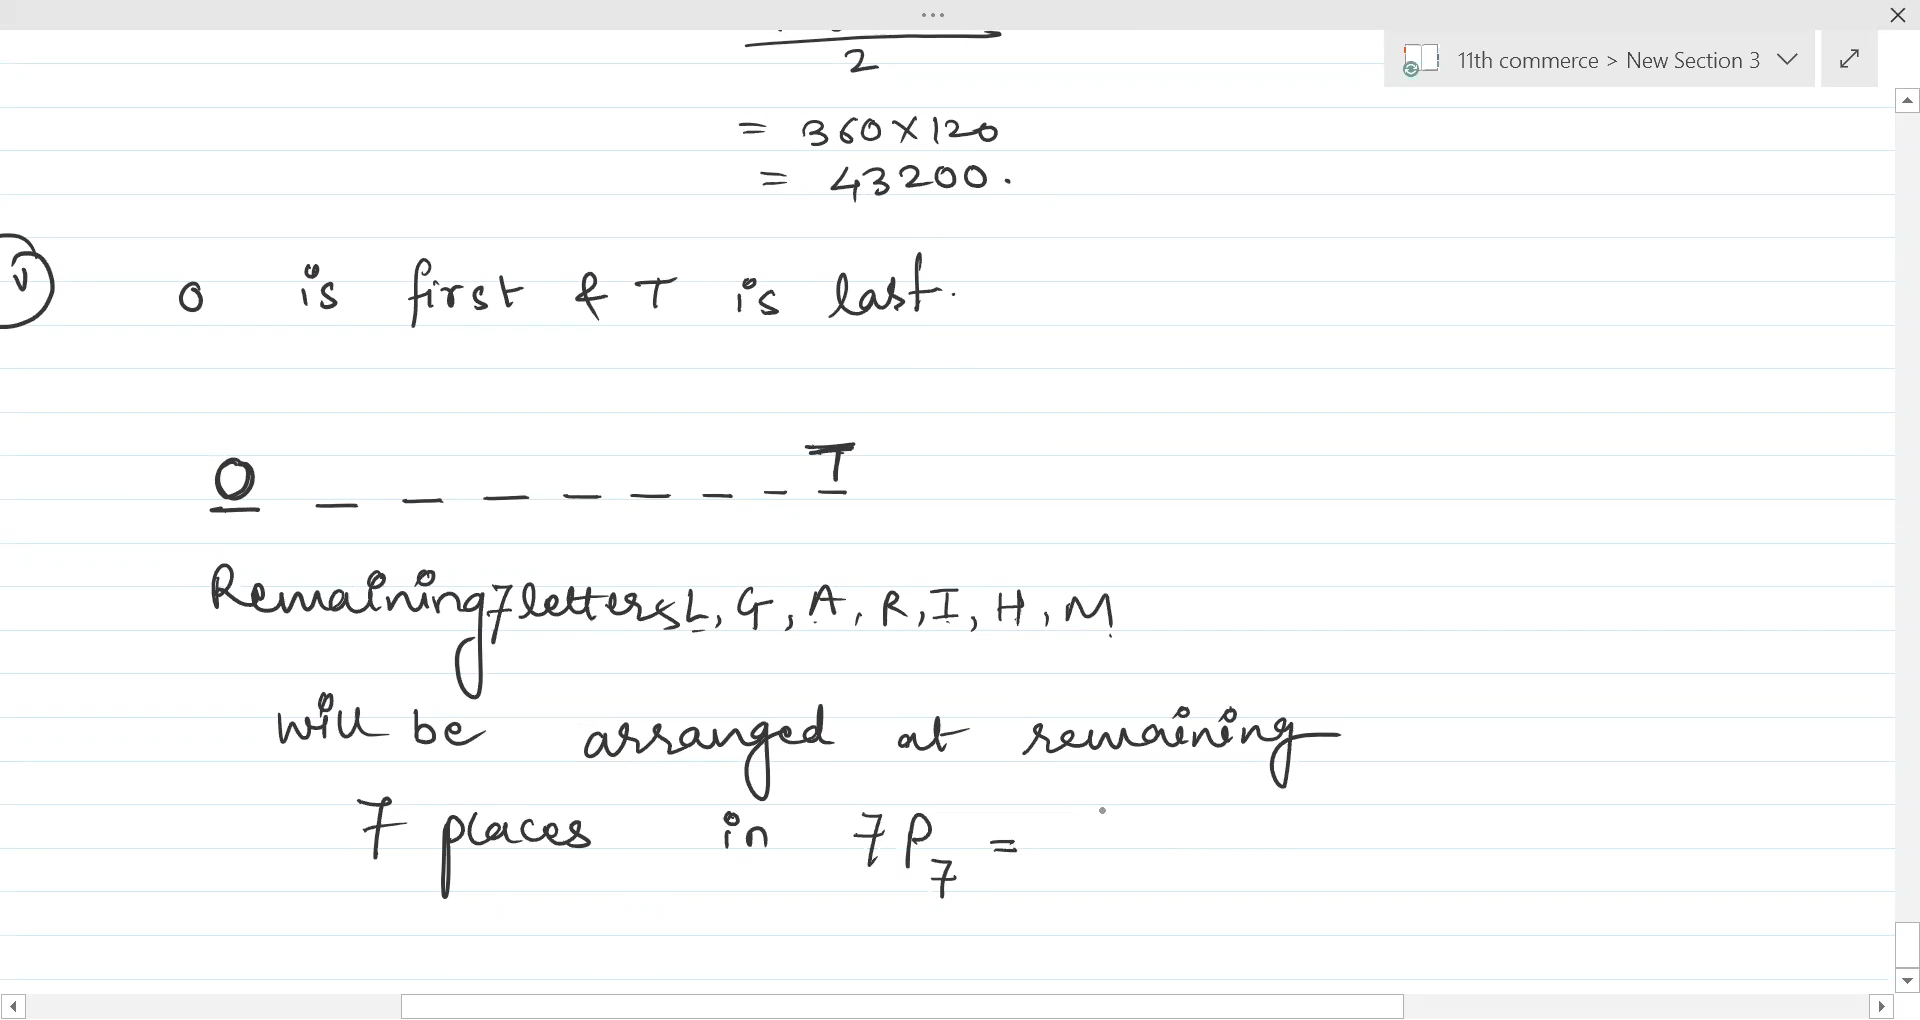 11th commerce > New Section 3
2
= 360 × 120
= 43200.
O is first & T is last.
O _ _ _ _ _ _ _ T
Remaining 7 letters L, G, A, R, I, H, M
will be arranged at remaining
7 places in 7P7 =